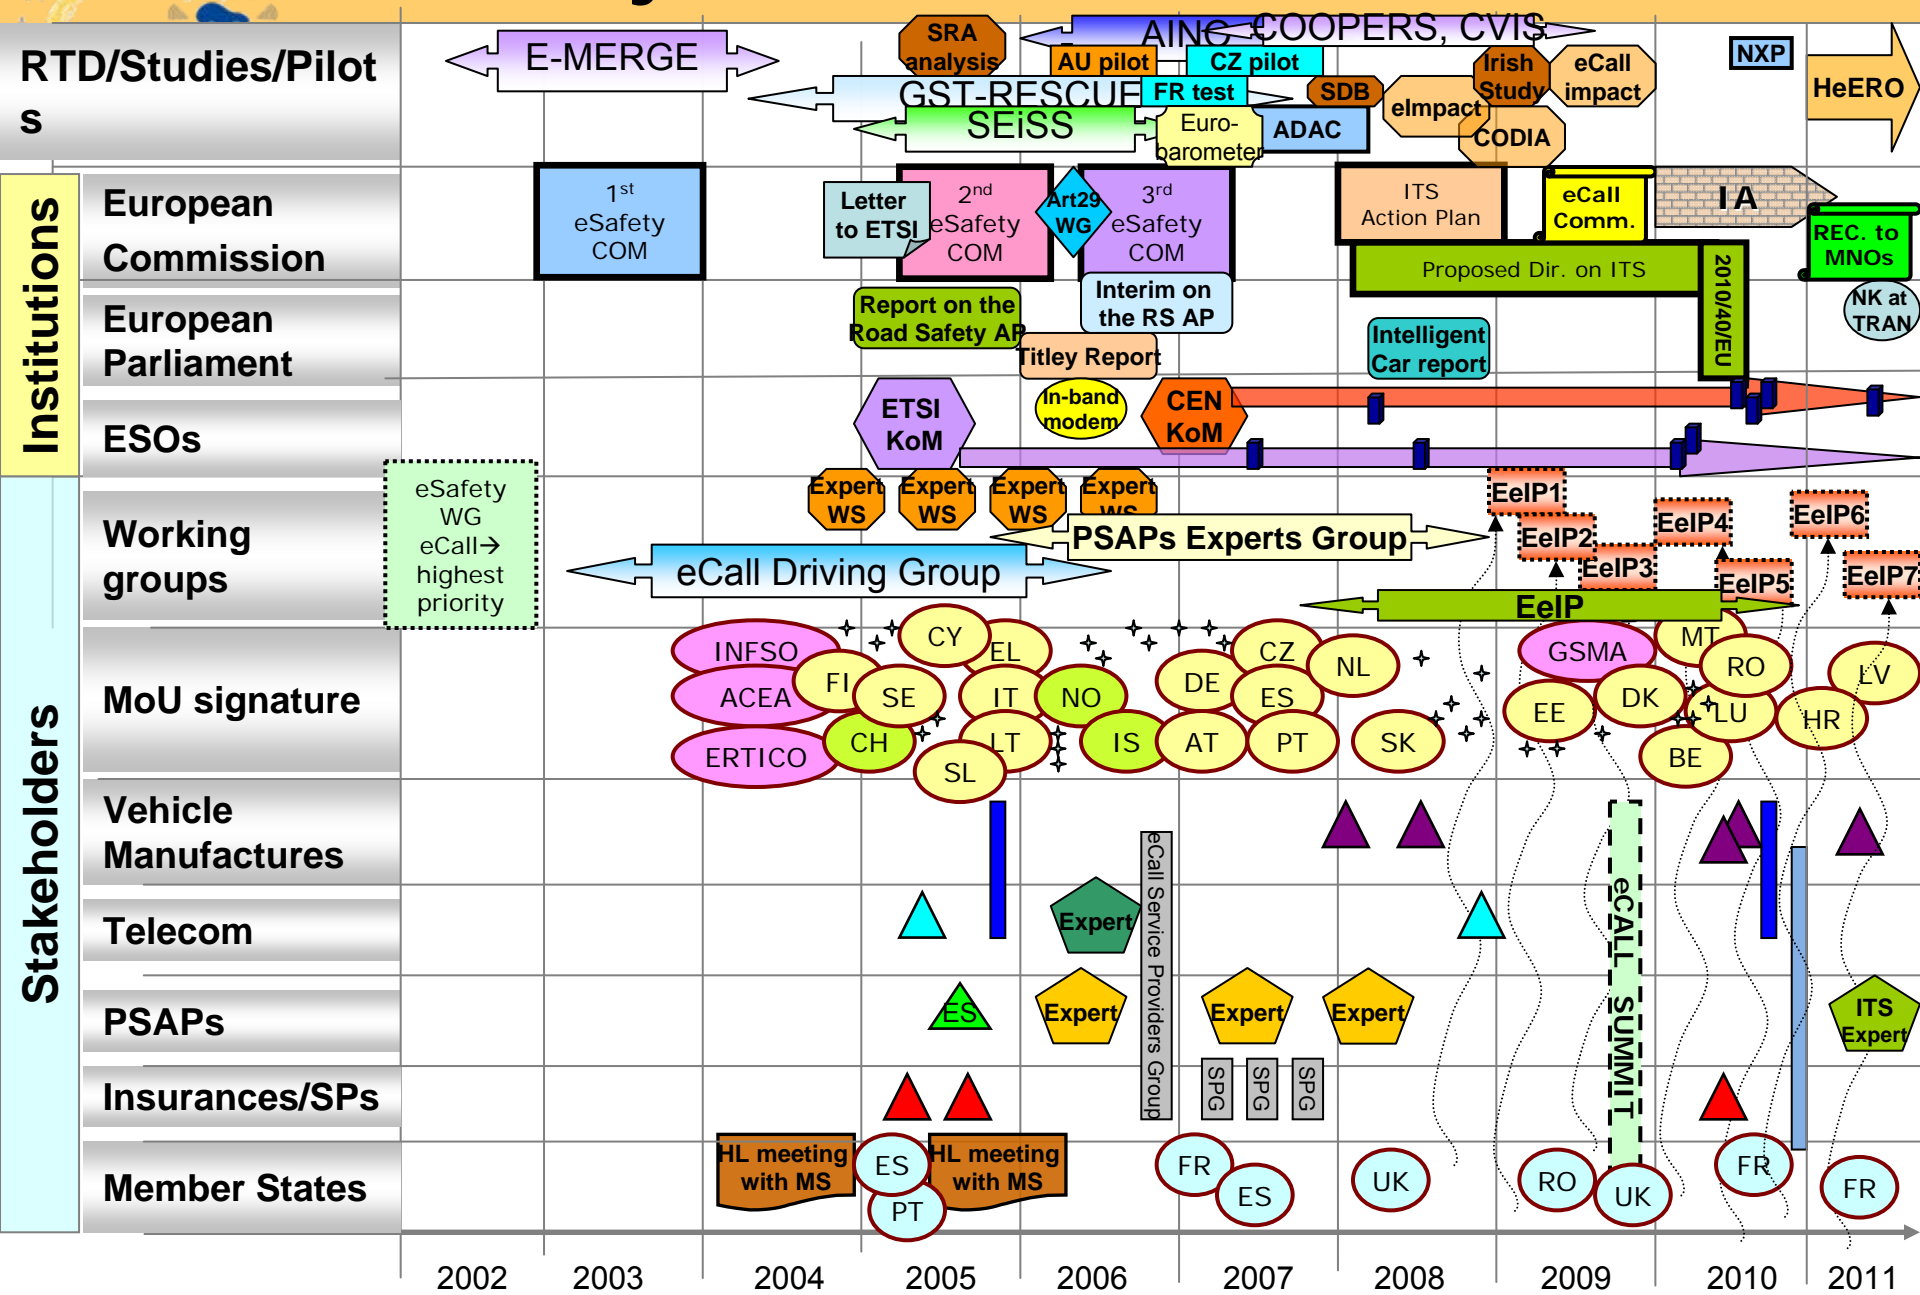 RTD/Studies/Pilot
s
E-MERGE
SRA
analysis
COOPERS, CVIS
AU pilot
CZ pilot
GST-RESCUE
FR test
SEiSS
Euro-
barometer
ADAC
SDB
eImpact
Irish
Study
CODIA
eCall
impact
NXP
HeERO
Institutions
European
Commission
1st
eSafety
COM
Letter
to ETSI
2nd
eSafety
COM
Art29
WG
3rd
eSafety
COM
ITS
Action Plan
eCall
Comm.
IA
REC. to
MNOs
Proposed Dir. on ITS
2010/40/EU
European
Parliament
Report on the
Road Safety AP
Interim on
the RS AP
Titley Report
Intelligent
Car report
NK at
TRAN
ESOs
ETSI
KoM
In-band
modem
CEN
KoM
Stakeholders
Working
groups
eSafety
WG
eCall→
highest
priority
Expert
WS
Expert
WS
Expert
WS
Expert
WS
PSAPs Experts Group
eCall Driving Group
EeIP1
EeIP2
EeIP3
EeIP4
EeIP5
EeIP6
EeIP7
EeIP
MoU signature
INFSO
ACEA
ERTICO
FI
CH
SE
CY
EL
IT
LT
SL
NO
IS
DE
AT
CZ
ES
PT
NL
SK
GSMA
EE
DK
MT
RO
LU
BE
HR
LV
Vehicle
Manufactures
eCall Service Providers Group
eCALL SUMMIT
Telecom
Expert
PSAPs
ES
Expert
Expert
Expert
ITS
Expert
Insurances/SPs
SPG
SPG
SPG
Member States
HL meeting
with MS
ES
PT
HL meeting
with MS
FR
ES
UK
RO
UK
FR
FR
2002
2003
2004
2005
2006
2007
2008
2009
2010
2011